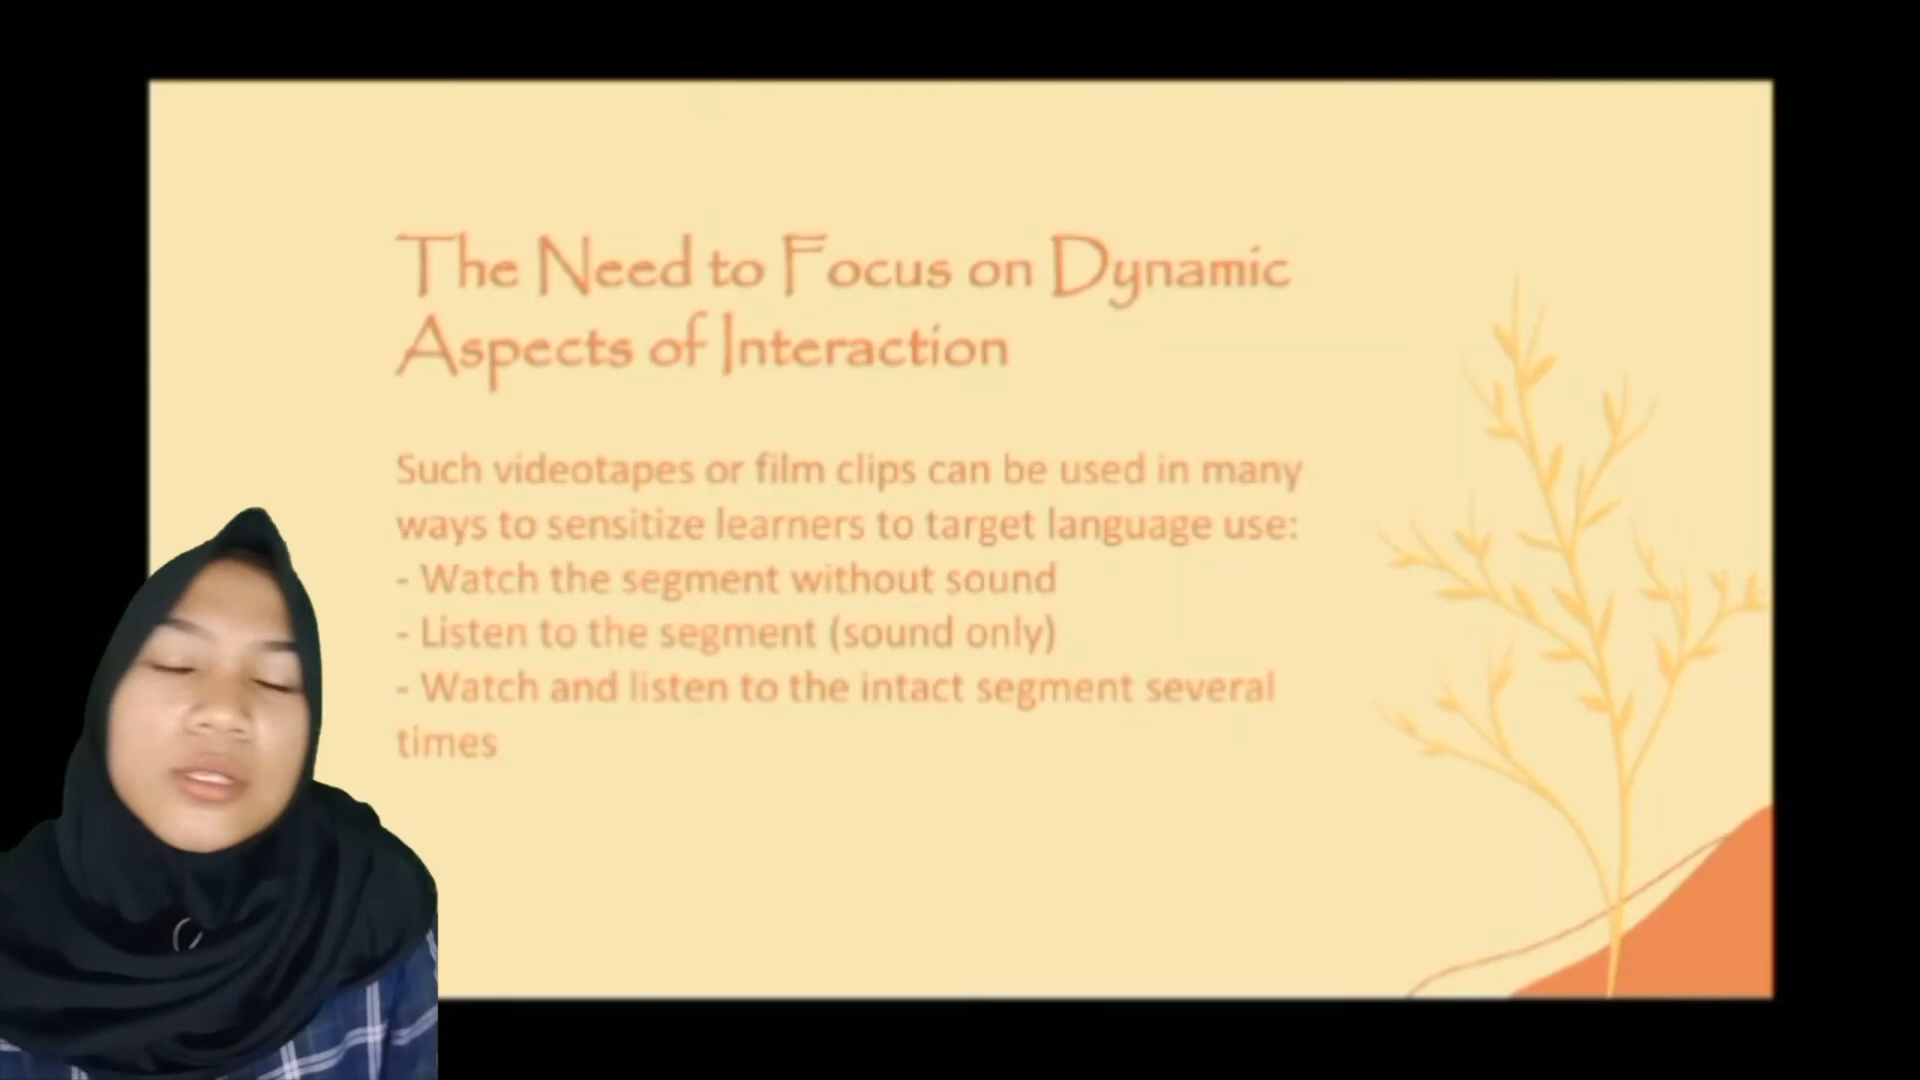 The Need to Focus on Dynamic
Aspects of Interaction
Such videotapes or film clips can be used in many
ways to sensitize learners to target language use:
- Watch the segment without sound
- Listen to the segment (sound only)
- Watch and listen to the intact segment several
times